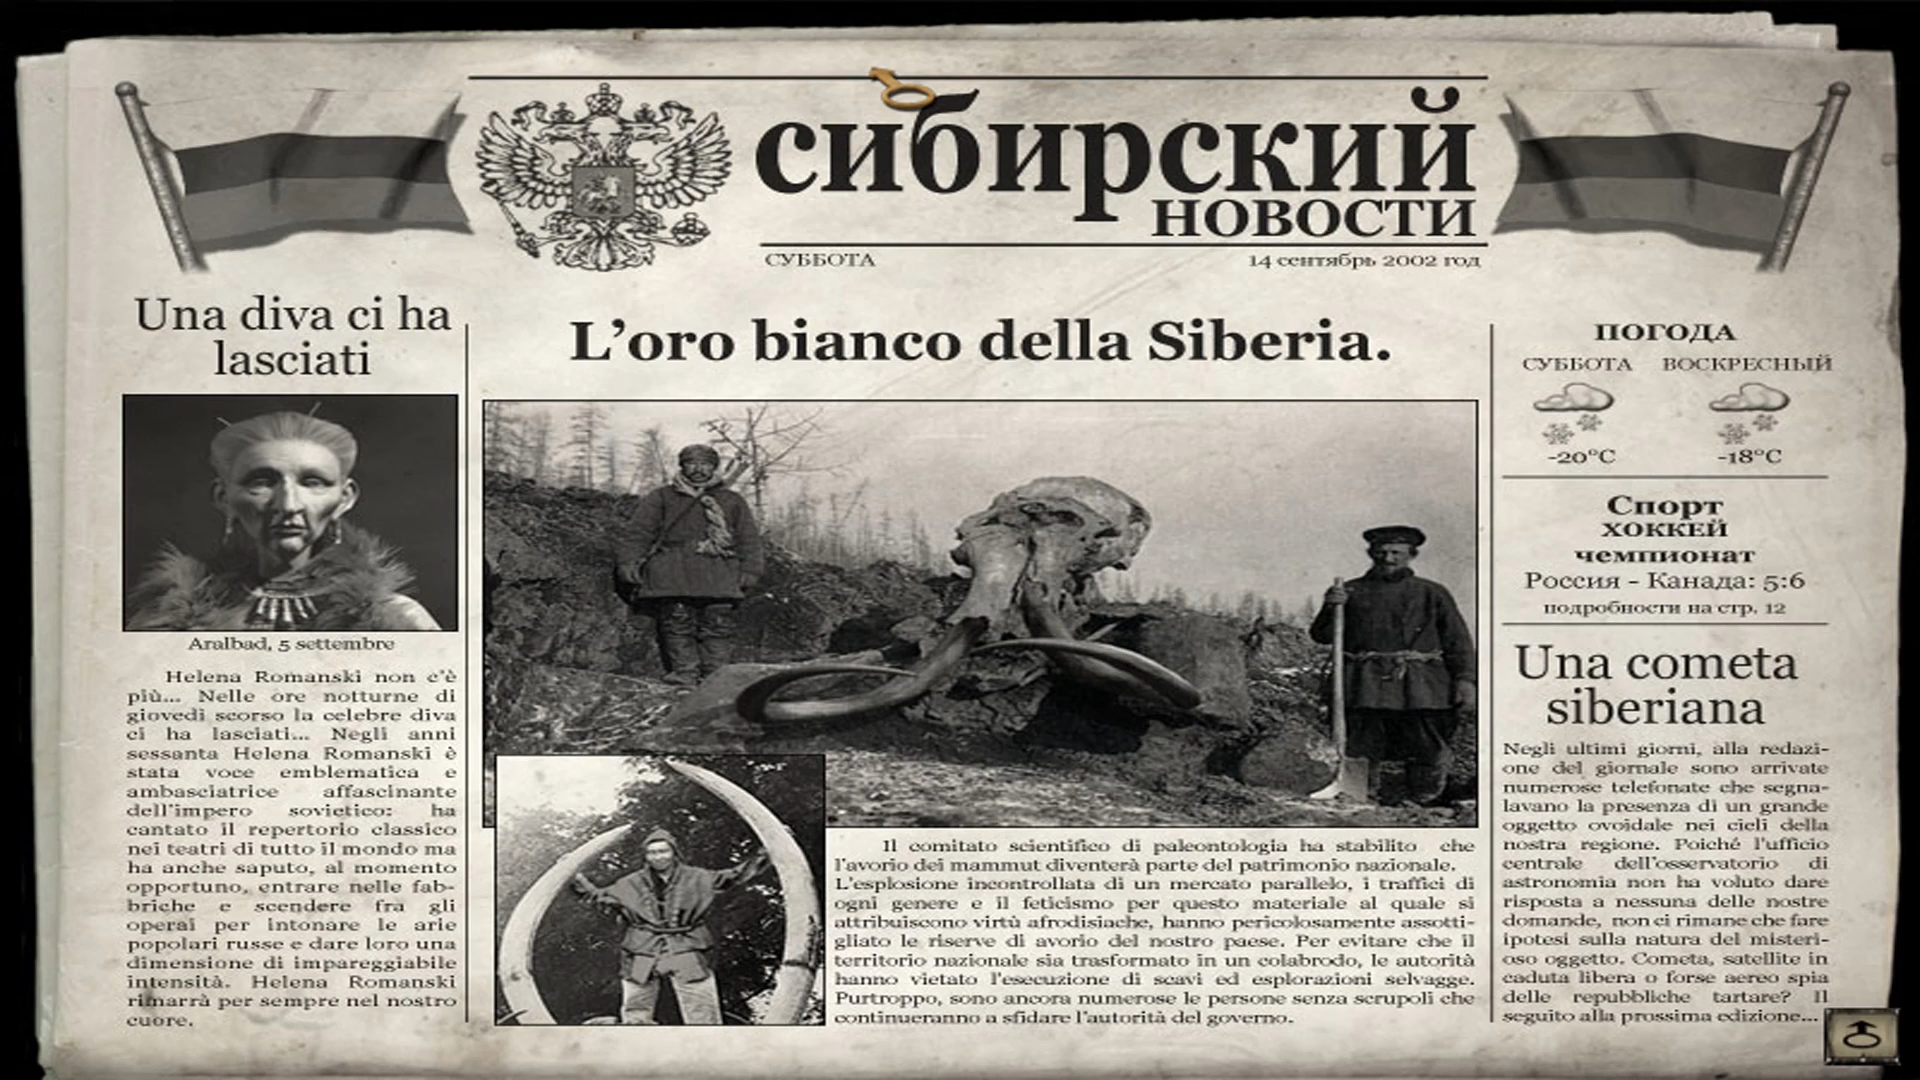 сибирский
НОВОСТИ
СУББОТА
14 сентябрь 2002 год
Una diva ci ha
lasciati
Aralbad, 5 settembre
Helena Romanski non c'è
più... Nelle ore notturne di
giovedì scorso la celebre diva
ci ha lasciati... Negli anni
sessanta Helena Romanski è
stata voce emblematica e
ambasciatrice affascinante
dell'impero sovietico: ha
cantato il repertorio classico
nei teatri di tutto il mondo ma
ha anche saputo, al momento
opportuno, entrare nelle fab-
briche e scendere fra gli
operai per intonare le arie
popolari russe e dare loro una
dimensione di impareggiabile
intensità. Helena Romanski
rimarrà per sempre nel nostro
cuore.
L'oro bianco della Siberia.
Il comitato scientifico di paleontologia ha stabilito che
l'avorio dei mammut diventerà parte del patrimonio nazionale.
L'esplosione incontrollata di un mercato parallelo, i traffici di
ogni genere e il feticismo per questo materiale al quale si
attribuiscono virtù afrodisiache, hanno pericolosamente assotti-
gliato le riserve di avorio del nostro paese. Per evitare che il
territorio nazionale sia trasformato in un colabrodo, le autorità
hanno vietato l'esecuzione di scavi ed esplorazioni selvagge.
Purtroppo, sono ancora numerose le persone senza scrupoli che
continueranno a sfidare l'autorità del governo.
ПОГОДА
СУББОТА ВОСКРЕСНЫЙ
-20°C -18°C
Спорт
ХОККЕЙ
чемпионат
Россия - Канада: 5:6
подробности на стр. 12
Una cometa
siberiana
Negli ultimi giorni, alla redazi-
one del giornale sono arrivate
numerose telefonate che segna-
lavano la presenza di un grande
oggetto ovoidale nei cieli della
nostra regione. Poiché l'ufficio
centrale dell'osservatorio di
astronomia non ha voluto dare
risposta a nessuna delle nostre
domande, non ci rimane che fare
ipotesi sulla natura del misteri-
oso oggetto. Cometa, satellite in
caduta libera o forse aereo spia
delle repubbliche tartare? Il
seguito alla prossima edizione...